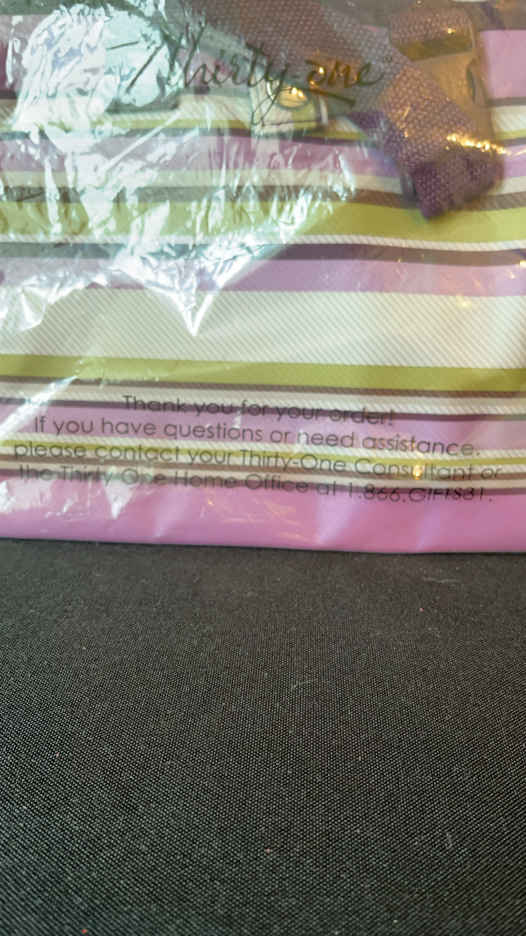 Thirty-one
Thank you for your order!
If you have questions or need assistance,
please contact your Thirty-One Consultant or
the Thirty-One Home Office at 1.866.GIFTS31.